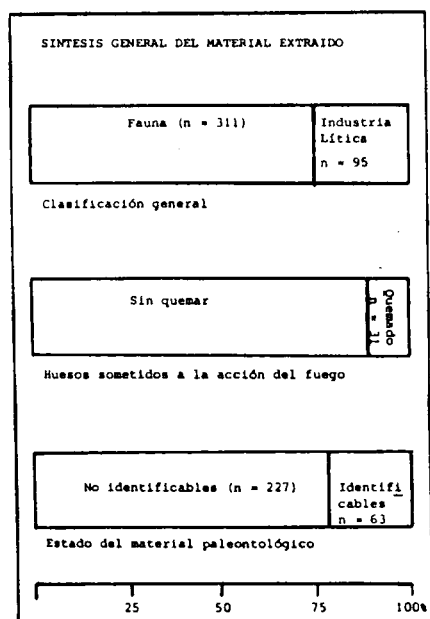 SINTESIS GENERAL DEL MATERIAL EXTRAIDO
Fauna (n = 311)
Industria
Lítica
n = 95
Clasificación general
Sin quemar
Quemado
n = 31
Huesos sometidos a la acción del fuego
No identificables (n = 227)
Identifi
cables
n = 63
Estado del material paleontológico
25 50 75 100%